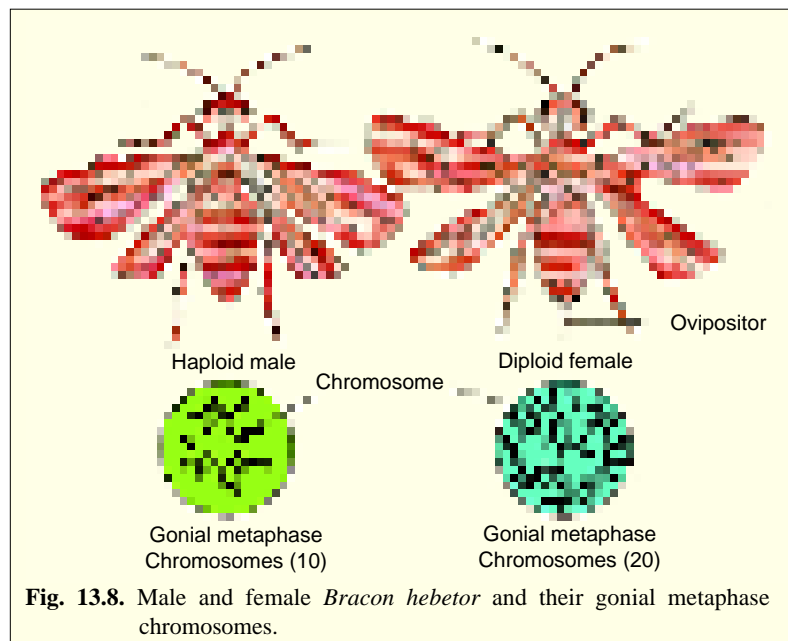 Ovipositor
Haploid male
Diploid female
Chromosome
Gonial metaphase
Chromosomes (10)
Gonial metaphase
Chromosomes (20)
Fig. 13.8. Male and female Bracon hebetor and their gonial metaphase
chromosomes.